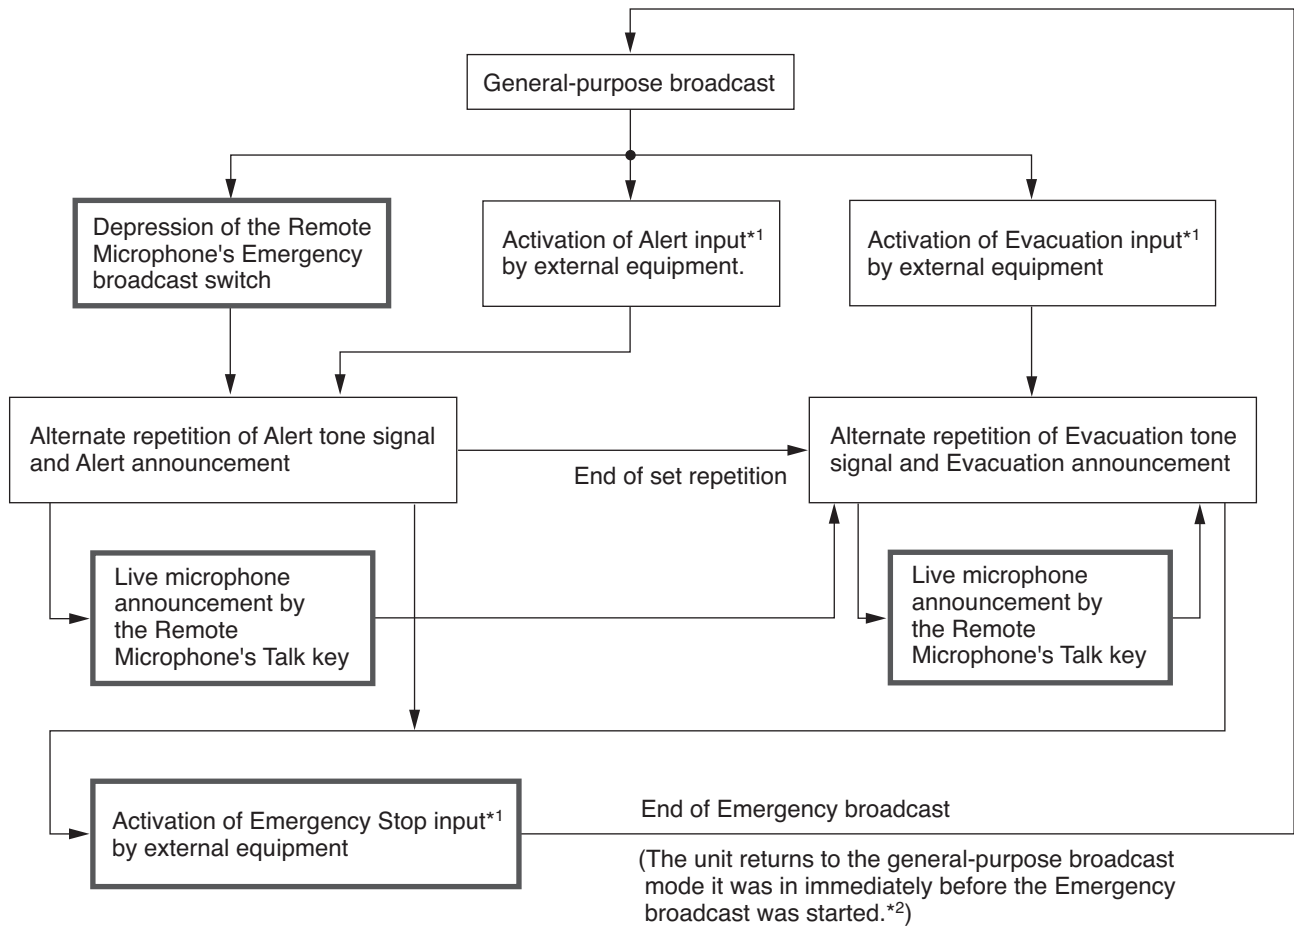 General-purpose broadcast
Depression of the Remote
Microphone's Emergency
broadcast switch
Activation of Alert input*1
by external equipment.
Activation of Evacuation input*1
by external equipment
Alternate repetition of Alert tone signal
and Alert announcement
End of set repetition
Alternate repetition of Evacuation tone
signal and Evacuation announcement
Live microphone
announcement by
the Remote
Microphone's Talk key
Live microphone
announcement by
the Remote
Microphone's Talk key
Activation of Emergency Stop input*1
by external equipment
End of Emergency broadcast
(The unit returns to the general-purpose broadcast
mode it was in immediately before the Emergency
broadcast was started.*2)